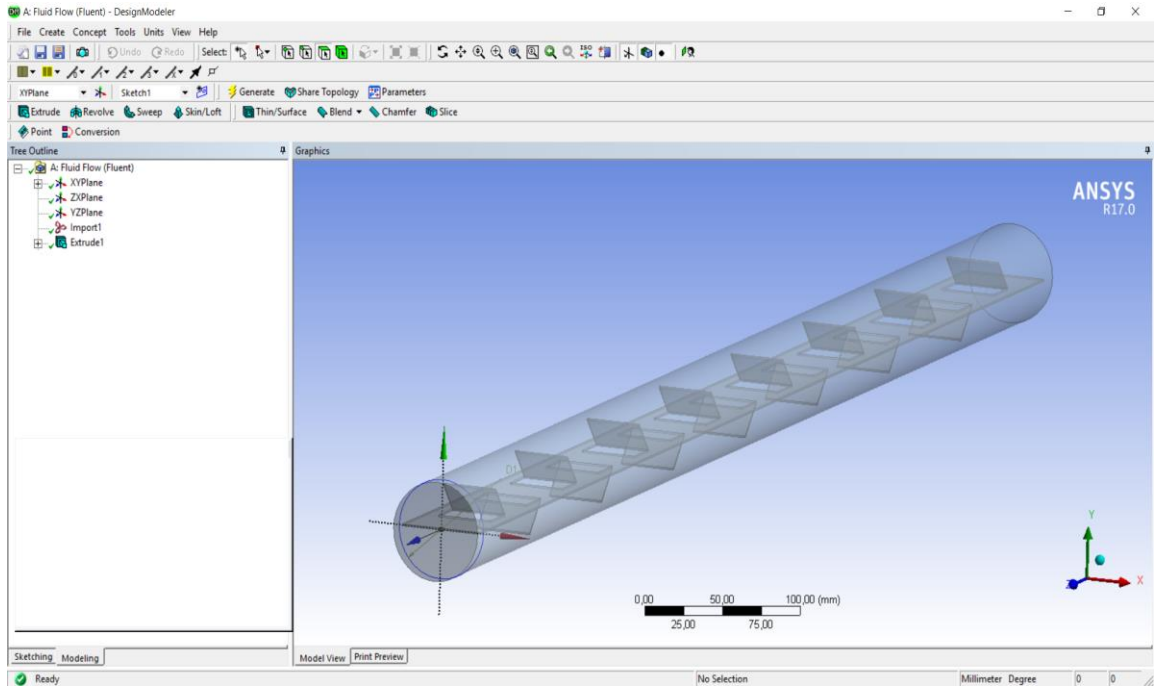 A: Fluid Flow (Fluent) - DesignModeler
File Create Concept Tools Units View Help
Undo Redo Select:
XYPlane Sketch1 Generate Share Topology Parameters
Extrude Revolve Sweep Skin/Loft Thin/Surface Blend Chamfer Slice
Point Conversion
Tree Outline
A: Fluid Flow (Fluent)
XYPlane
ZXPlane
YZPlane
Import1
Extrude1
Sketching Modeling
Graphics
ANSYS
R17.0
D1
Y
Z X
0,00 50,00 100,00 (mm)
25,00 75,00
Model View Print Preview
Ready No Selection Millimeter Degree 0 0